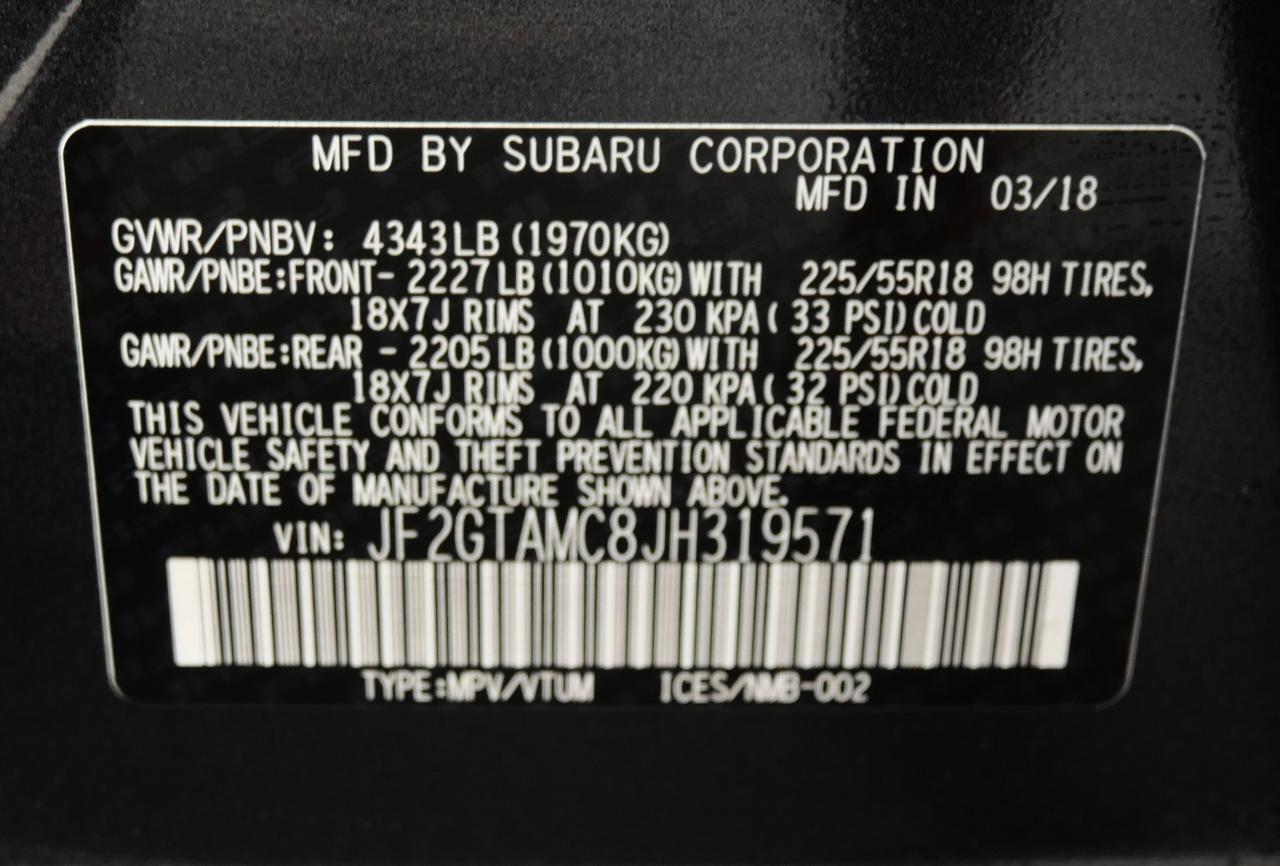 MFD BY SUBARU CORPORATION
MFD IN 03/18
GVWR/PNBV: 4343LB (1970KG)
GAWR/PNBE:FRONT- 2227 LB (1010KG) WITH 225/55R18 98H TIRES,
18X7J RIMS AT 230 KPA ( 33 PSI) COLD
GAWR/PNBE:REAR - 2205 LB (1000KG) WITH 225/55R18 98H TIRES,
18X7J RIMS AT 220 KPA ( 32 PSI) COLD
THIS VEHICLE CONFORMS TO ALL APPLICABLE FEDERAL MOTOR
VEHICLE SAFETY AND THEFT PREVENTION STANDARDS IN EFFECT ON
THE DATE OF MANUFACTURE SHOWN ABOVE.
VIN: JF2GTAMC8JH319571
TYPE:MPV/VTUM ICES/NMB-002